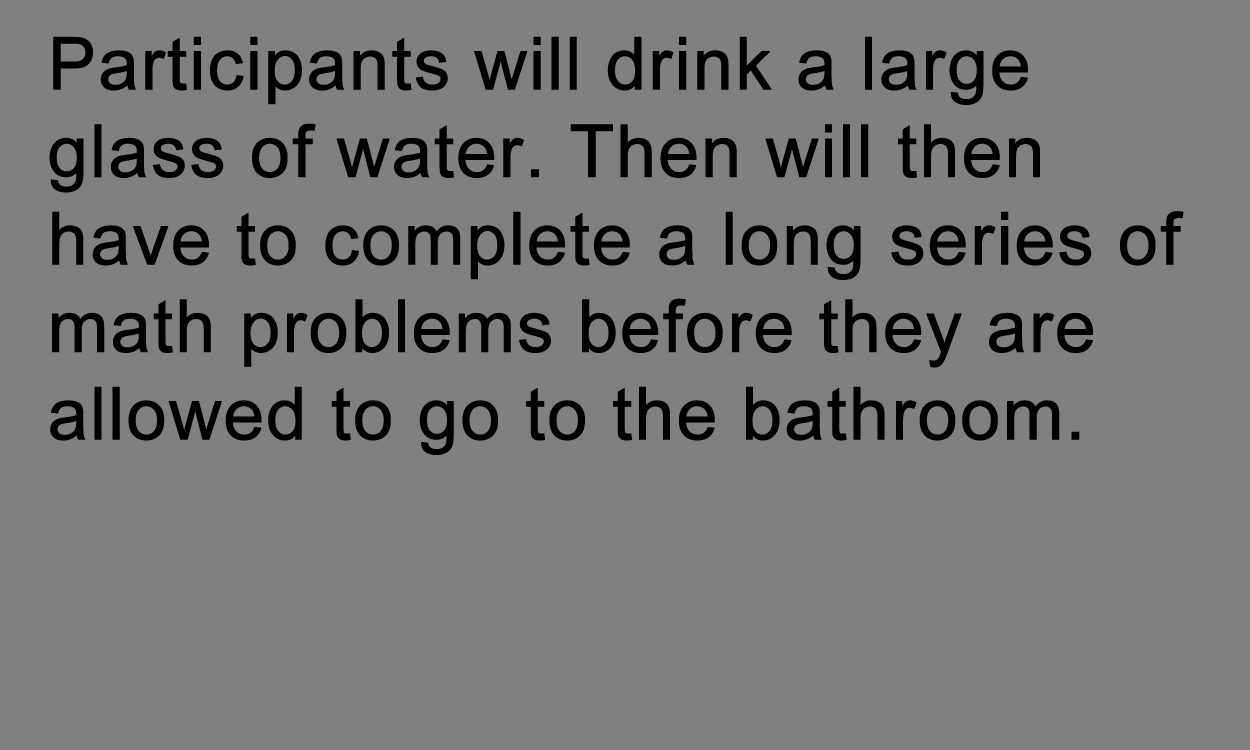 Participants will drink a large
glass of water. Then will then
have to complete a long series of
math problems before they are
allowed to go to the bathroom.